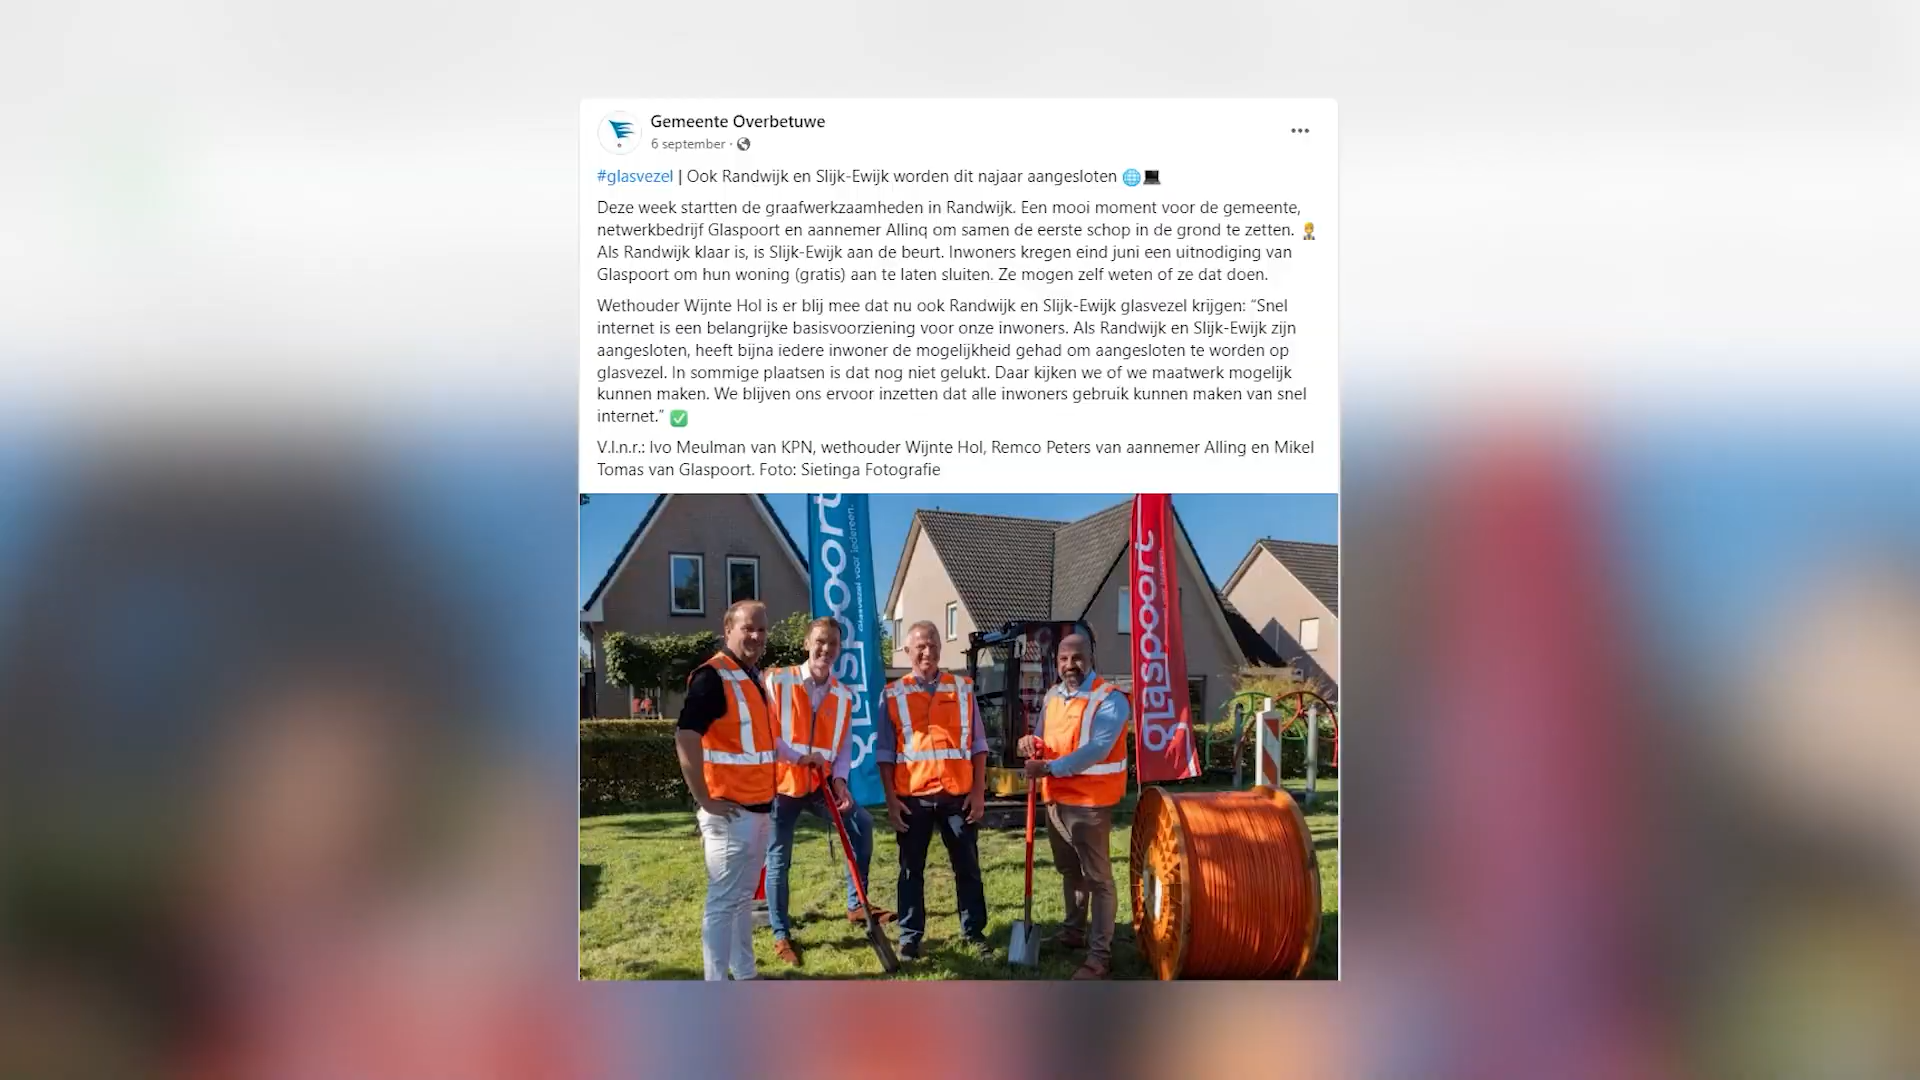 Gemeente Overbetuwe
6 september ·
#glasvezel | Ook Randwijk en Slijk-Ewijk worden dit najaar aangesloten
Deze week startten de graafwerkzaamheden in Randwijk. Een mooi moment voor de gemeente,
netwerkbedrijf Glaspoort en aannemer Allinq om samen de eerste schop in de grond te zetten.
Als Randwijk klaar is, is Slijk-Ewijk aan de beurt. Inwoners kregen eind juni een uitnodiging van
Glaspoort om hun woning (gratis) aan te laten sluiten. Ze mogen zelf weten of ze dat doen.
Wethouder Wijnte Hol is er blij mee dat nu ook Randwijk en Slijk-Ewijk glasvezel krijgen: “Snel
internet is een belangrijke basisvoorziening voor onze inwoners. Als Randwijk en Slijk-Ewijk zijn
aangesloten, heeft bijna iedere inwoner de mogelijkheid gehad om aangesloten te worden op
glasvezel. In sommige plaatsen is dat nog niet gelukt. Daar kijken we of we maatwerk mogelijk
kunnen maken. We blijven ons ervoor inzetten dat alle inwoners gebruik kunnen maken van snel
internet.”
V.l.n.r.: Ivo Meulman van KPN, wethouder Wijnte Hol, Remco Peters van aannemer Alling en Mikel
Tomas van Glaspoort. Foto: Sietinga Fotografie
glaspoort
Glasvezel voor iedereen.
glaspoort